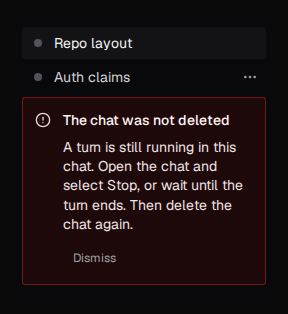 Repo layout
Auth claims
The chat was not deleted
A turn is still running in this
chat. Open the chat and
select Stop, or wait until the
turn ends. Then delete the
chat again.
Dismiss